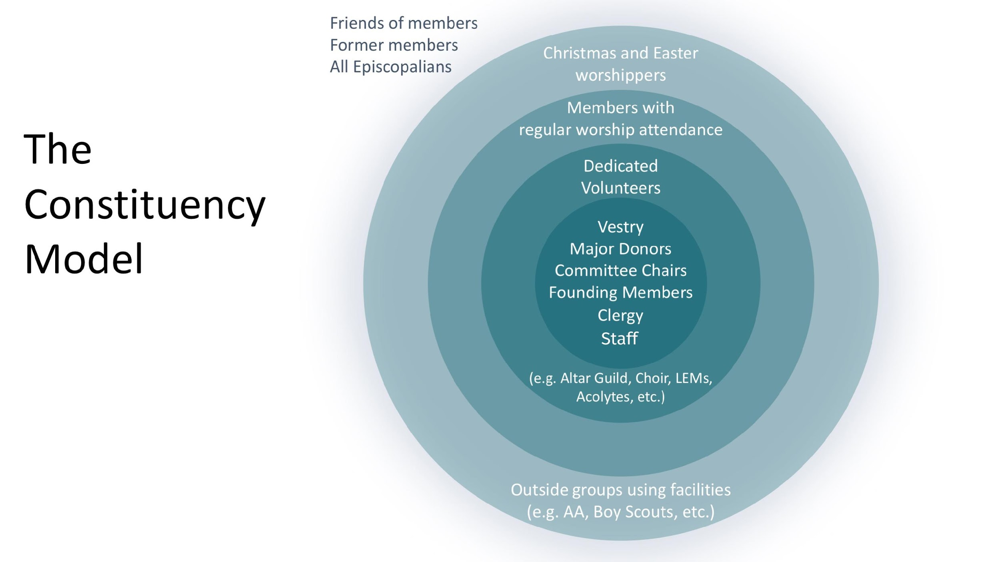 The
Constituency
Model
Friends of members
Former members
All Episcopalians
Christmas and Easter
worshippers
Members with
regular worship attendance
Dedicated
Volunteers
Vestry
Major Donors
Committee Chairs
Founding Members
Clergy
Staff
(e.g. Altar Guild, Choir, LEMs,
Acolytes, etc.)
Outside groups using facilities
(e.g. AA, Boy Scouts, etc.)